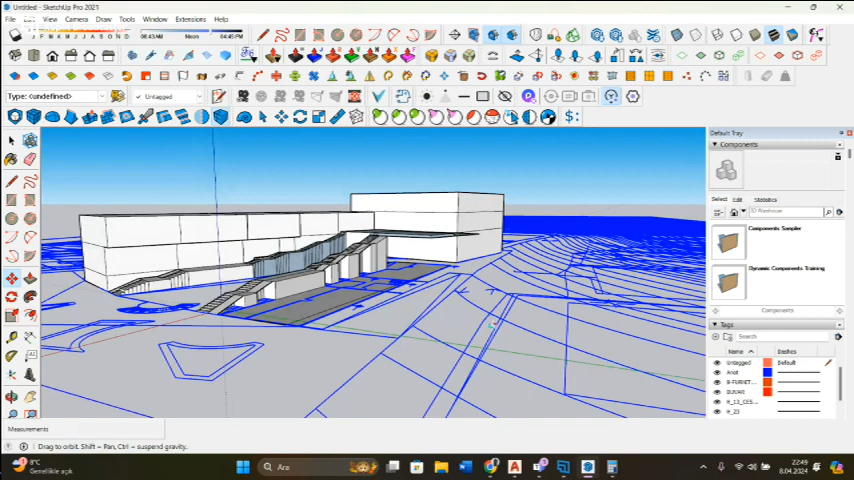 Untitled - SketchUp Pro 2021
File Edit View Camera Draw Tools Window Extensions Help
06:43 AM Noon 04:45 PM
Type: <undefined> Untagged
Default Tray
Components
Select Edit Statistics
3D Warehouse
Components Sampler
Dynamic Components Training
Components
Tags
Search
Name Dashes
Untagged Default
Anot
B-FURNIT...
DUVAR
H_13_CES...
H_23
Measurements
Drag to orbit. Shift = Pan, Ctrl = suspend gravity.
8°C
Genellikle açık
Ara
22:49
8.04.2024